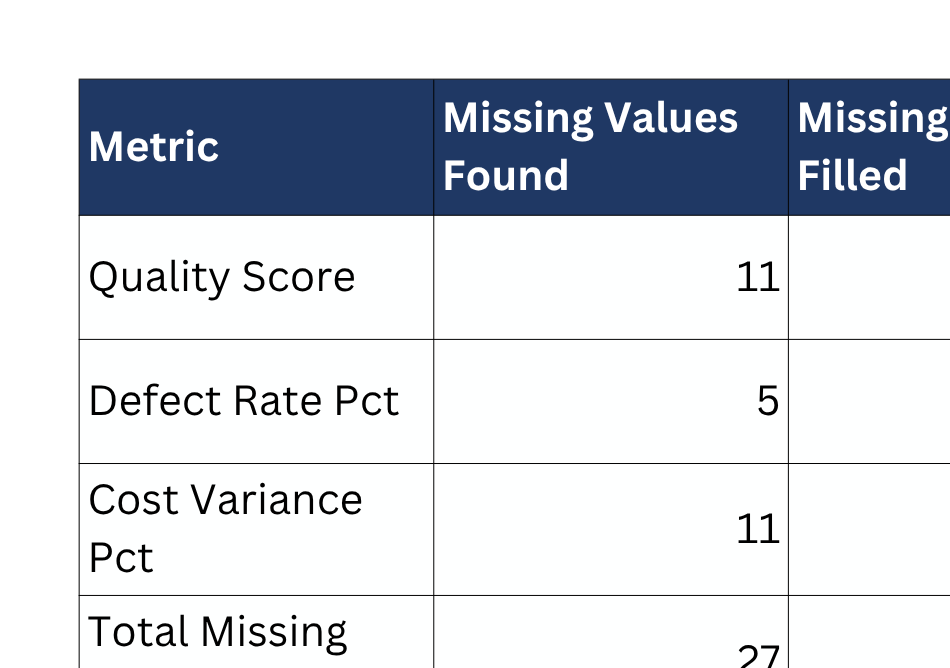 Metric
Missing Values
Found
Missing
Filled
Quality Score
11
Defect Rate Pct
5
Cost Variance
Pct
11
Total Missing
27